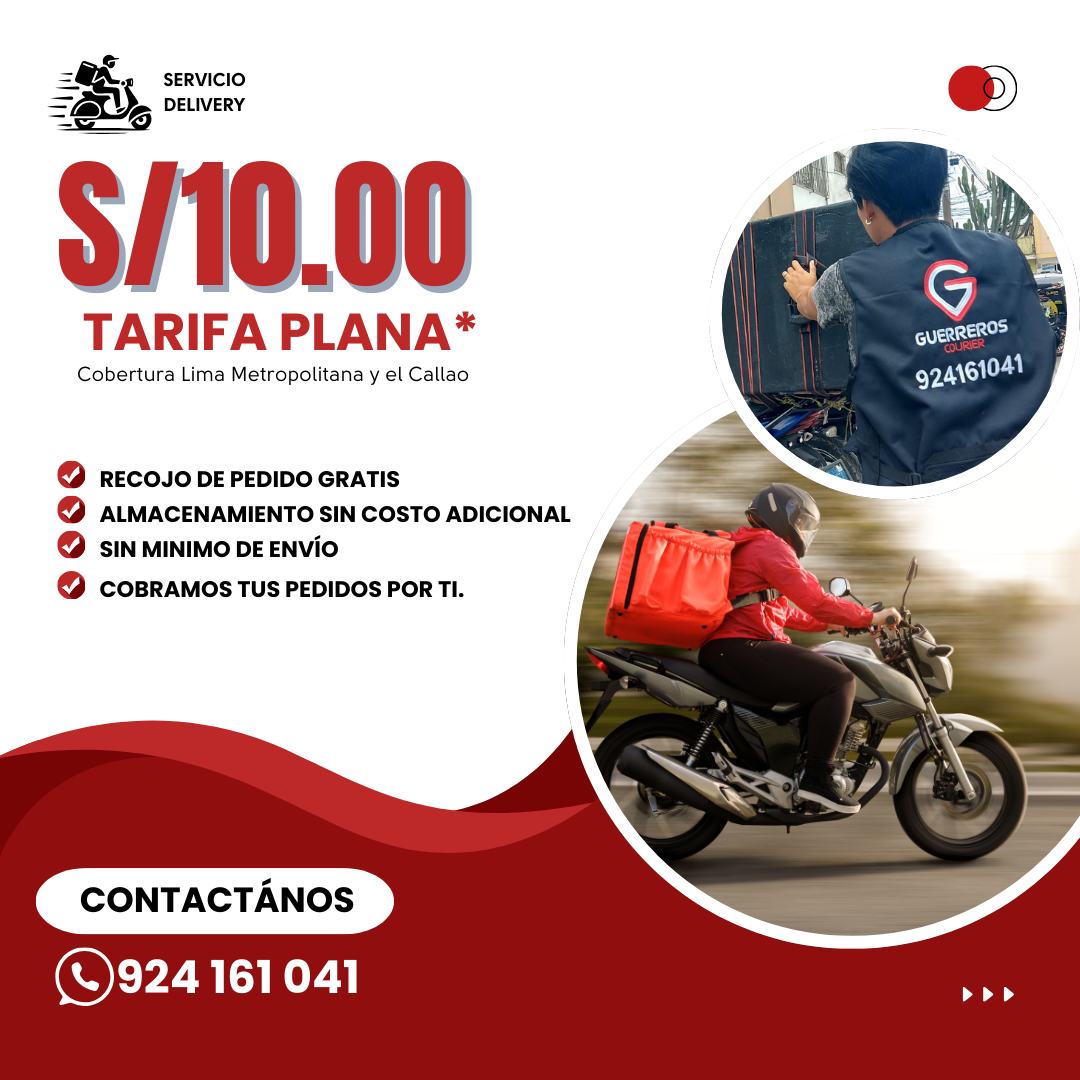 SERVICIO
DELIVERY
S/10.00
TARIFA PLANA*
Cobertura Lima Metropolitana y el Callao
GUERREROS
COURIER
924161041
RECOJO DE PEDIDO GRATIS
ALMACENAMIENTO SIN COSTO ADICIONAL
SIN MINIMO DE ENVÍO
COBRAMOS TUS PEDIDOS POR TI.
CONTACTÁNOS
924 161 041